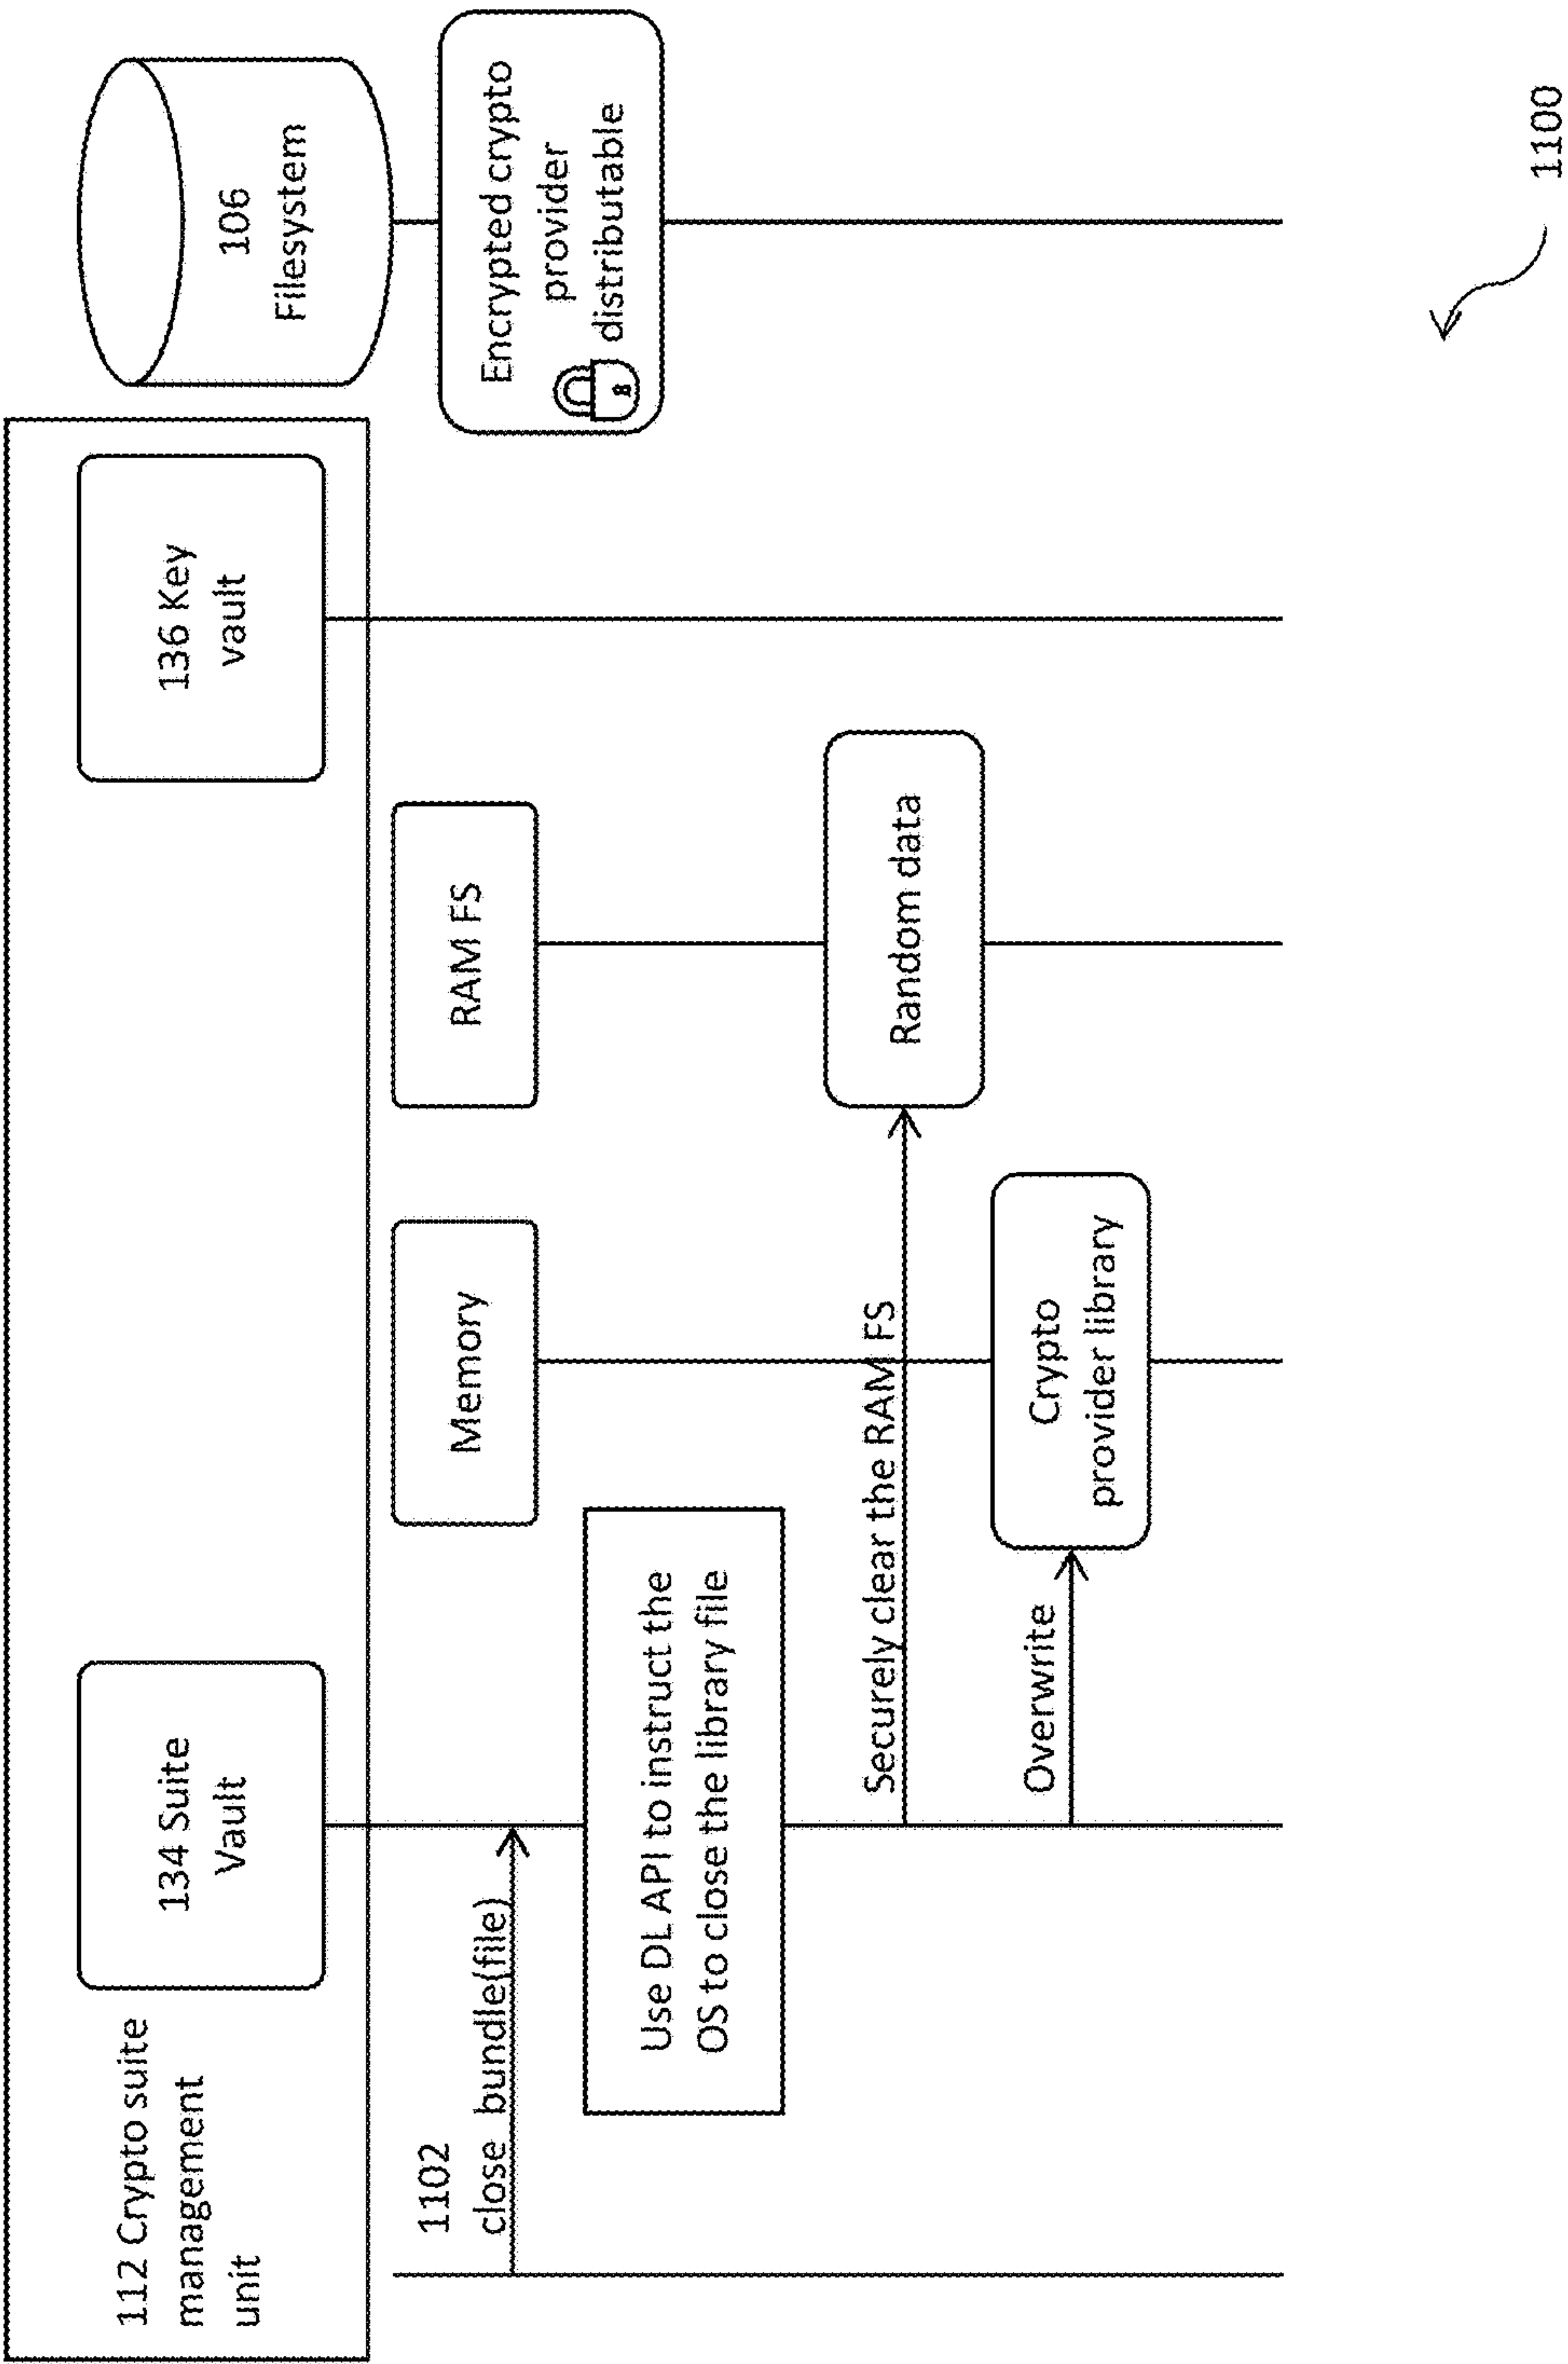 112 Crypto suite
management
unit
134 Suite
Vault
136 Key
vault
106
Filesystem
Memory
RAM FS
Encrypted crypto
provider
distributable
1102
close bundle(file)
Use DL API to instruct the
OS to close the library file
Securely clear the RAM FS
Random data
Overwrite
Crypto
provider library
1100